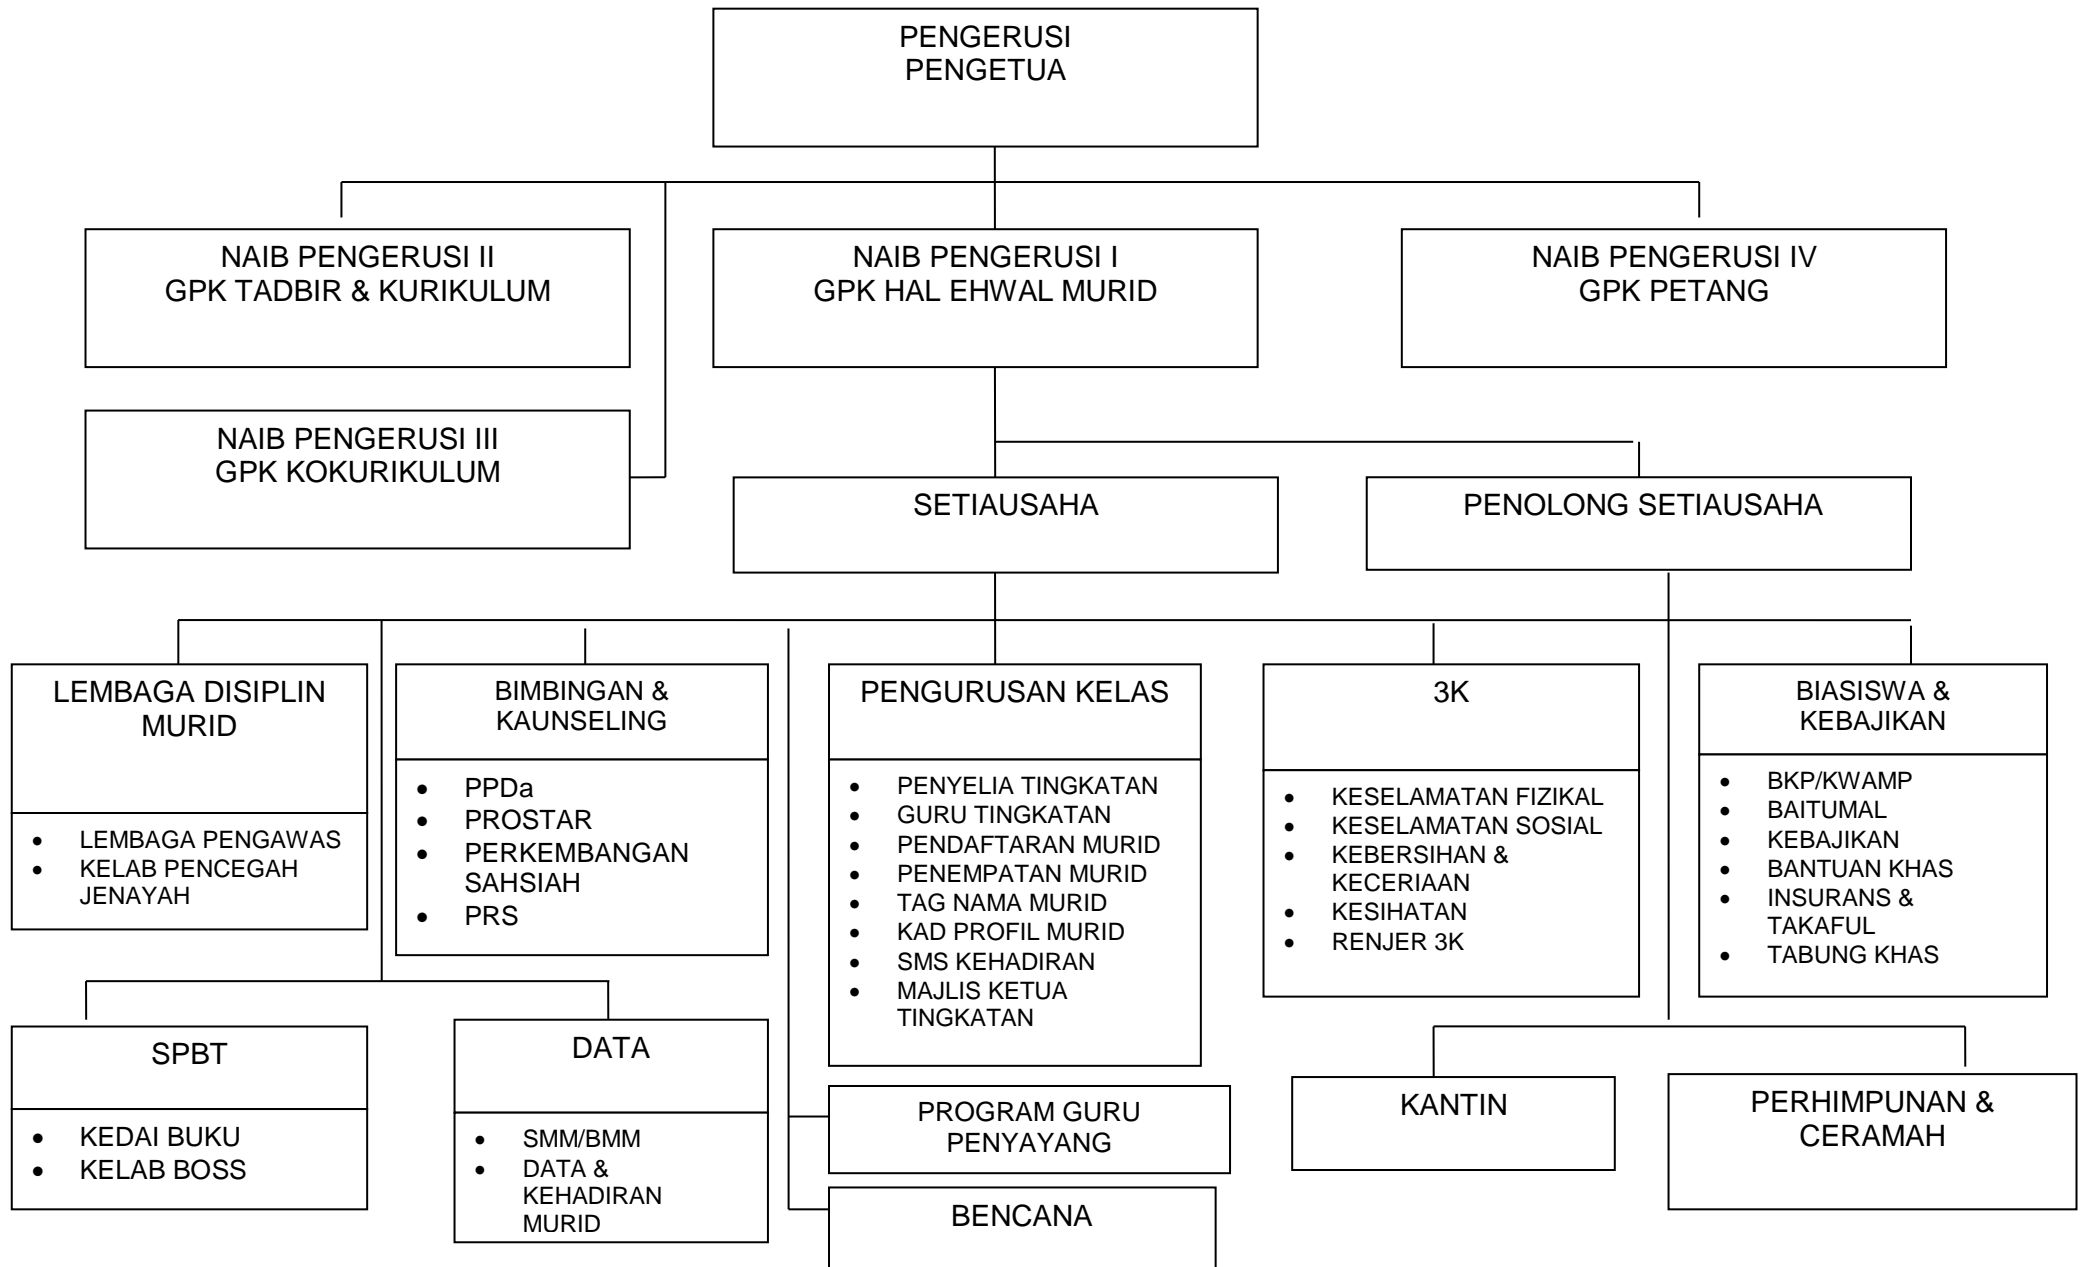 PENGERUSI
PENGETUA
NAIB PENGERUSI II
GPK TADBIR & KURIKULUM
NAIB PENGERUSI I
GPK HAL EHWAL MURID
NAIB PENGERUSI IV
GPK PETANG
NAIB PENGERUSI III
GPK KOKURIKULUM
SETIAUSAHA
PENOLONG SETIAUSAHA
LEMBAGA DISIPLIN
MURID
• LEMBAGA PENGAWAS
• KELAB PENCEGAH
JENAYAH
BIMBINGAN &
KAUNSELING
• PPDa
• PROSTAR
• PERKEMBANGAN
SAHSIAH
• PRS
PENGURUSAN KELAS
• PENYELIA TINGKATAN
• GURU TINGKATAN
• PENDAFTARAN MURID
• PENEMPATAN MURID
• TAG NAMA MURID
• KAD PROFIL MURID
• SMS KEHADIRAN
• MAJLIS KETUA
TINGKATAN
3K
• KESELAMATAN FIZIKAL
• KESELAMATAN SOSIAL
• KEBERSIHAN &
KECERIAAN
• KESIHATAN
• RENJER 3K
BIASISWA &
KEBAJIKAN
• BKP/KWAMP
• BAITUMAL
• KEBAJIKAN
• BANTUAN KHAS
• INSURANS &
TAKAFUL
• TABUNG KHAS
SPBT
• KEDAI BUKU
• KELAB BOSS
DATA
• SMM/BMM
• DATA &
KEHADIRAN
MURID
PROGRAM GURU
PENYAYANG
BENCANA
KANTIN
PERHIMPUNAN &
CERAMAH